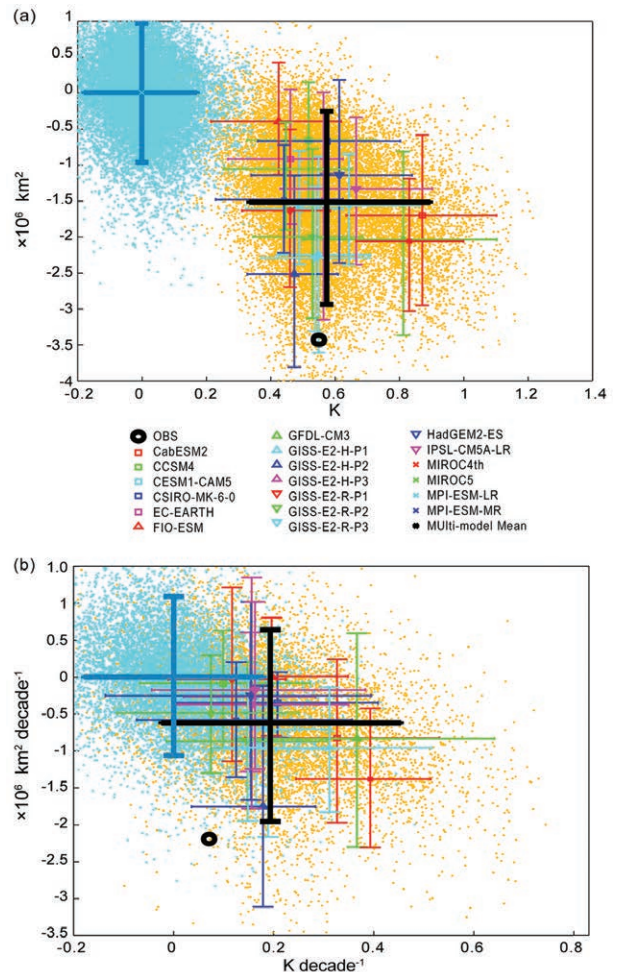 (a)
1
0.5
0
-0.5
-1
-1.5
-2
-2.5
-3
-3.5
-4
×10⁶ km²
-0.2 0 0.2 0.4 0.6 0.8 1 1.2 1.4
K
OBS
CabESM2
CCSM4
CESM1-CAM5
CSIRO-MK-6-0
EC-EARTH
FIO-ESM
GFDL-CM3
GISS-E2-H-P1
GISS-E2-H-P2
GISS-E2-H-P3
GISS-E2-R-P1
GISS-E2-R-P2
GISS-E2-R-P3
HadGEM2-ES
IPSL-CM5A-LR
MIROC4th
MIROC5
MPI-ESM-LR
MPI-ESM-MR
MUlti-model Mean
(b)
1.0
1
0.5
0
-0.5
-1
-1.5
-2
-2.5
-3
-3.5
×10⁶ km² decade⁻¹
-0.2 0 0.2 0.4 0.6 0.8
K decade⁻¹